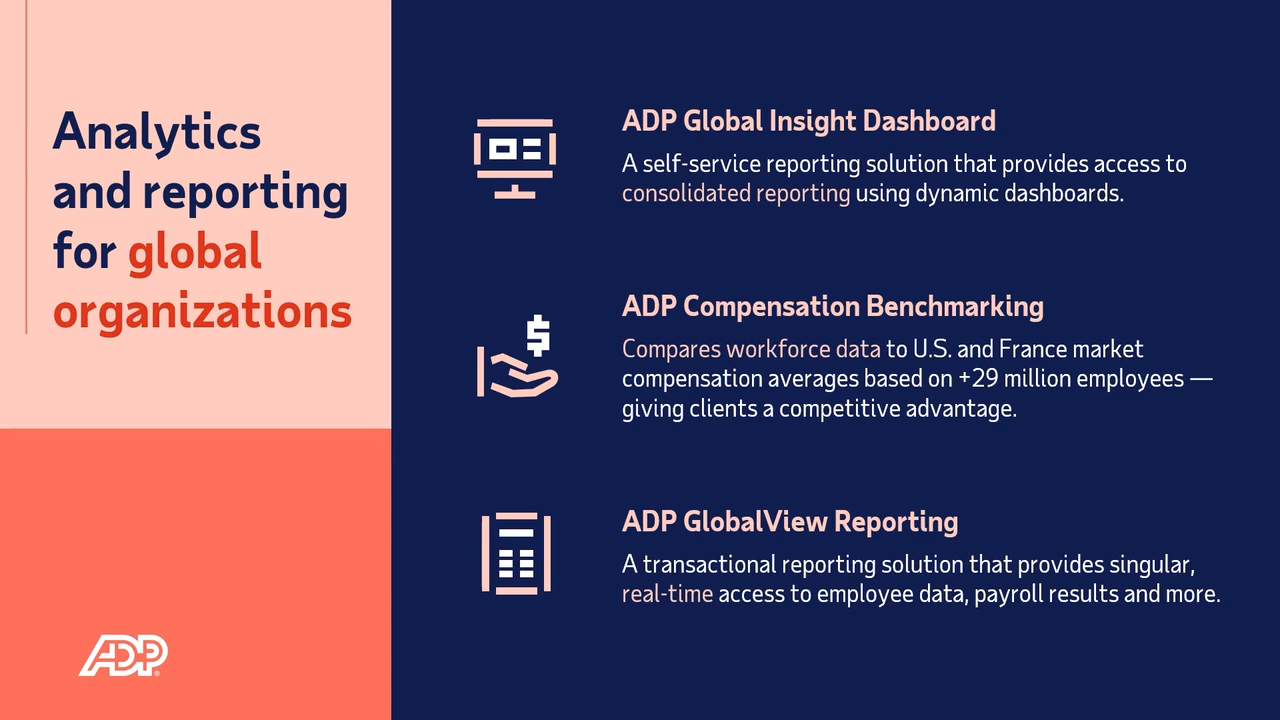 Analytics
and reporting
for global
organizations
ADP Global Insight Dashboard
A self-service reporting solution that provides access to
consolidated reporting using dynamic dashboards.
$
ADP Compensation Benchmarking
Compares workforce data to U.S. and France market
compensation averages based on +29 million employees —
giving clients a competitive advantage.
ADP GlobalView Reporting
A transactional reporting solution that provides singular,
real-time access to employee data, payroll results and more.
ADP®